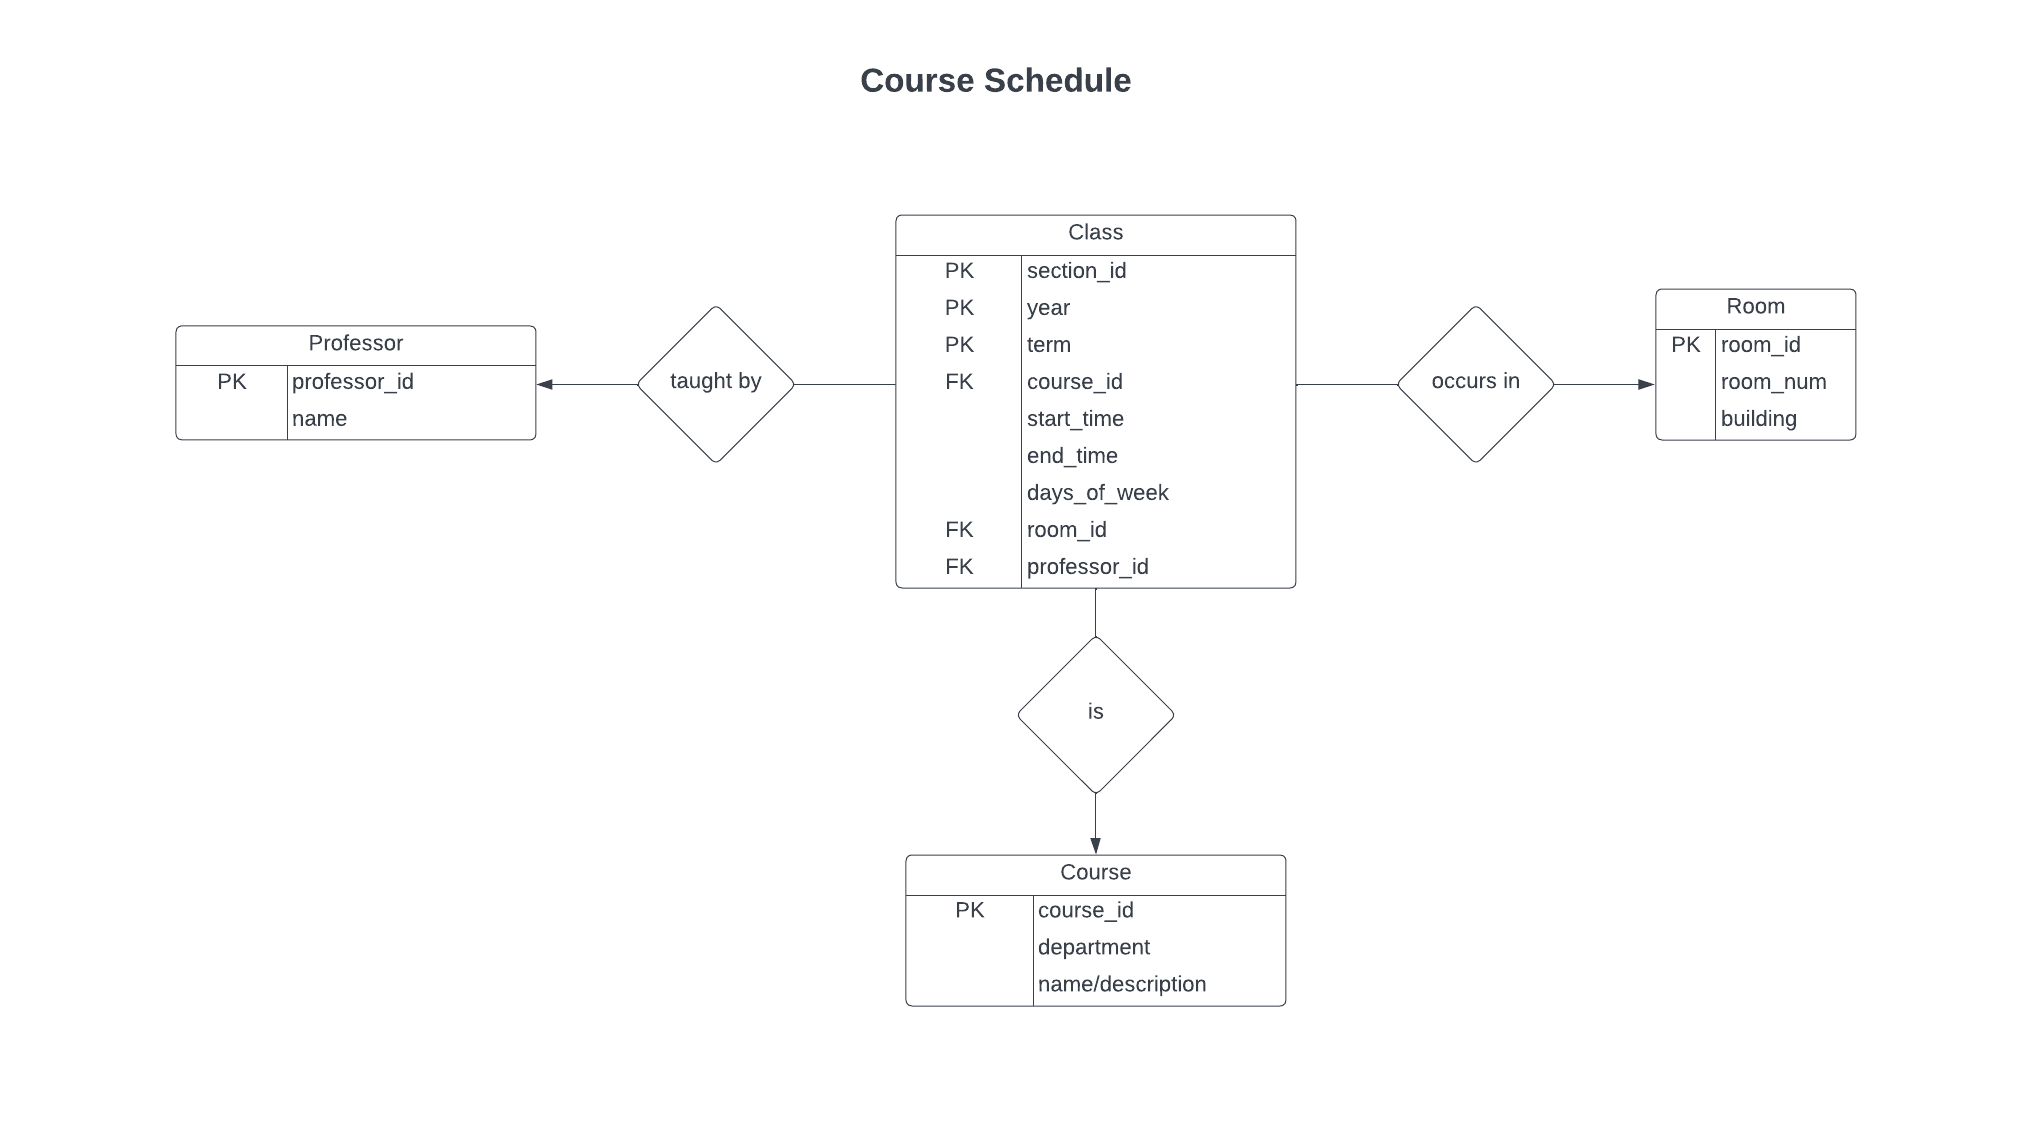 Course Schedule
Class
PK section_id
PK year
PK term
FK course_id
start_time
end_time
days_of_week
FK room_id
FK professor_id
Professor
PK professor_id
name
taught by
occurs in
Room
PK room_id
room_num
building
is
Course
PK course_id
department
name/description